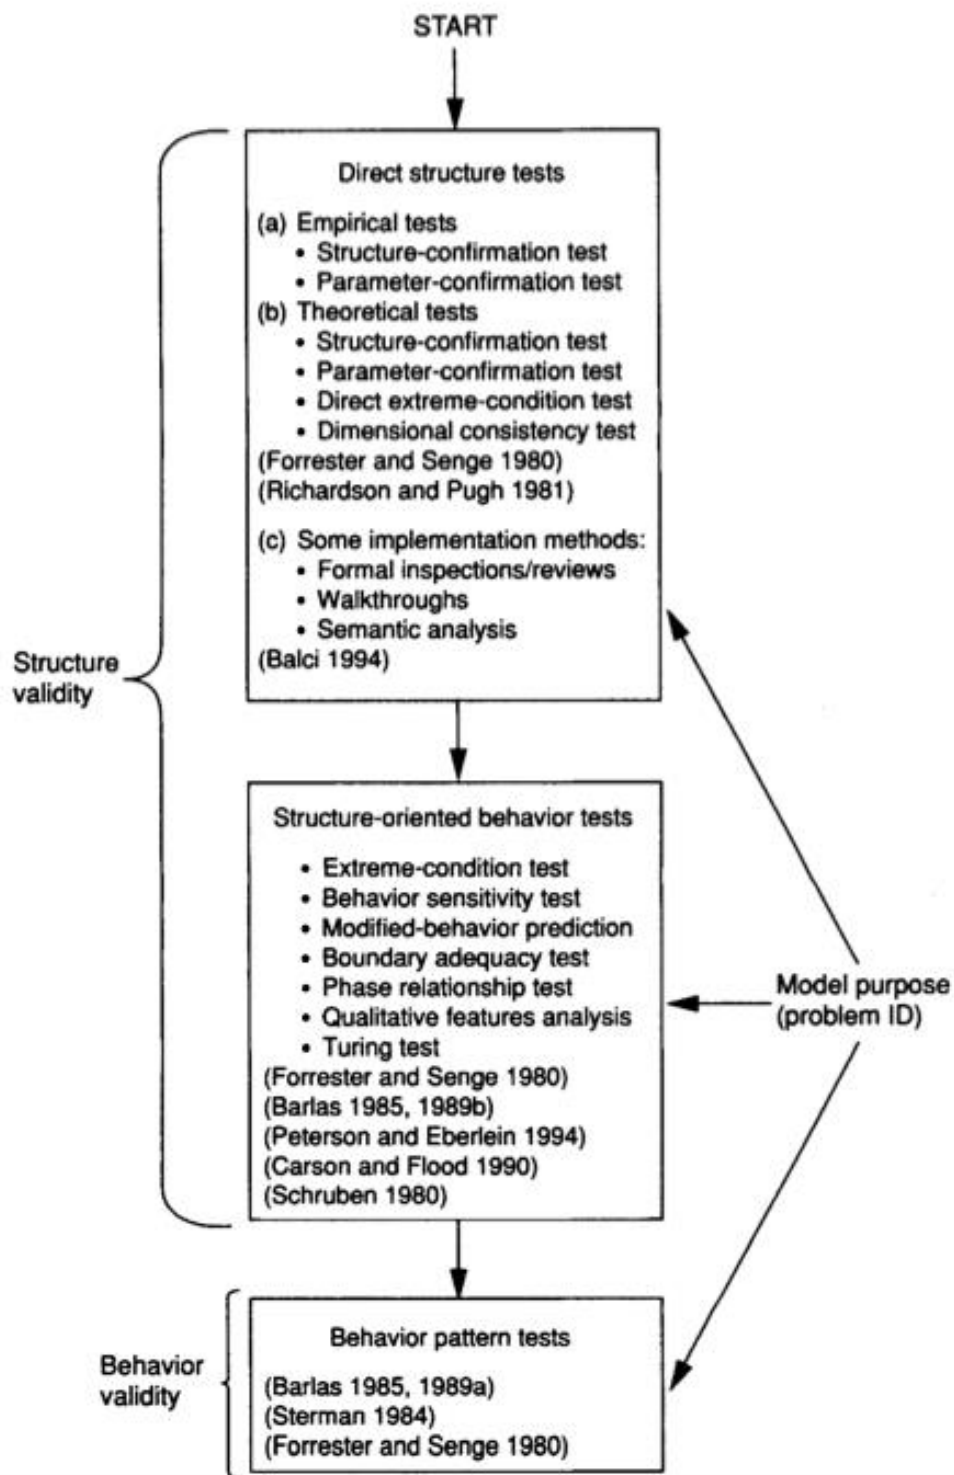 START
Direct structure tests
(a) Empirical tests
• Structure-confirmation test
• Parameter-confirmation test
(b) Theoretical tests
• Structure-confirmation test
• Parameter-confirmation test
• Direct extreme-condition test
• Dimensional consistency test
(Forrester and Senge 1980)
(Richardson and Pugh 1981)
(c) Some implementation methods:
• Formal inspections/reviews
• Walkthroughs
• Semantic analysis
(Balci 1994)
Structure
validity
Structure-oriented behavior tests
• Extreme-condition test
• Behavior sensitivity test
• Modified-behavior prediction
• Boundary adequacy test
• Phase relationship test
• Qualitative features analysis
• Turing test
(Forrester and Senge 1980)
(Barlas 1985, 1989b)
(Peterson and Eberlein 1994)
(Carson and Flood 1990)
(Schruben 1980)
Model purpose
(problem ID)
Behavior pattern tests
(Barlas 1985, 1989a)
(Sterman 1984)
(Forrester and Senge 1980)
Behavior
validity